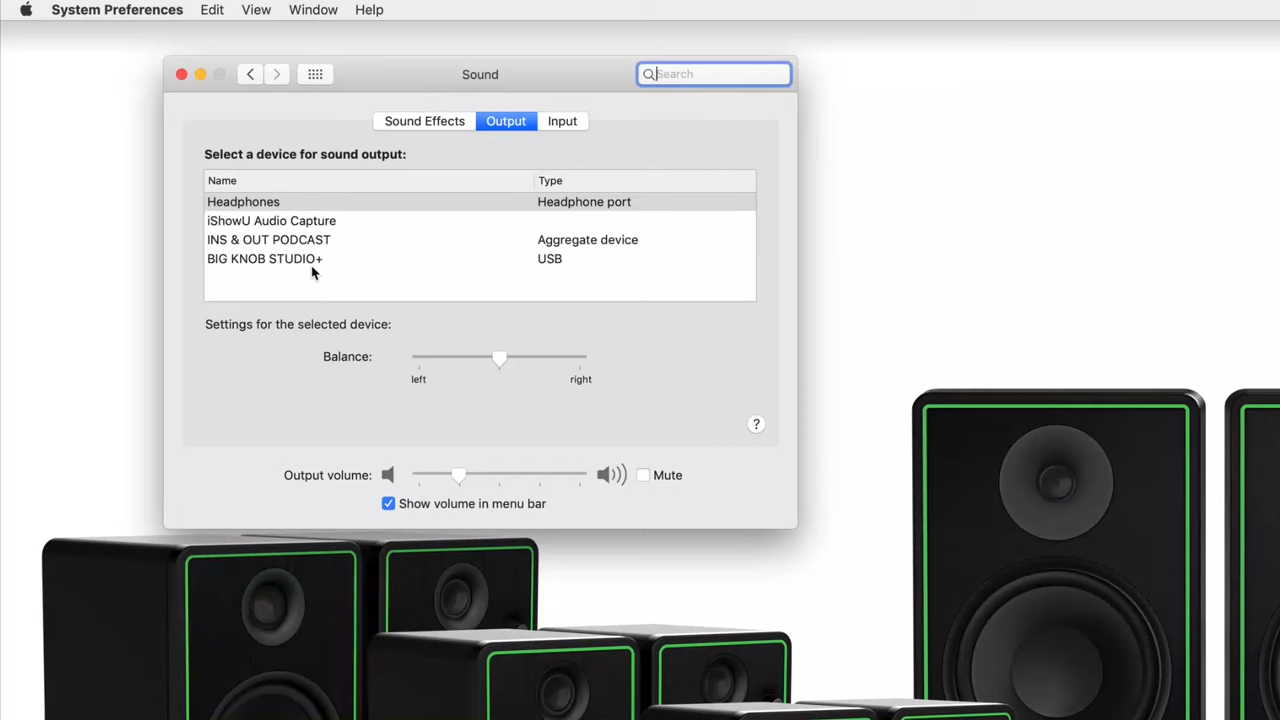 System Preferences Edit View Window Help
Sound
Search
Sound Effects Output Input
Select a device for sound output:
Name Type
Headphones Headphone port
iShowU Audio Capture
INS & OUT PODCAST Aggregate device
BIG KNOB STUDIO+ USB
Settings for the selected device:
Balance:
left right
?
Output volume: Mute
Show volume in menu bar